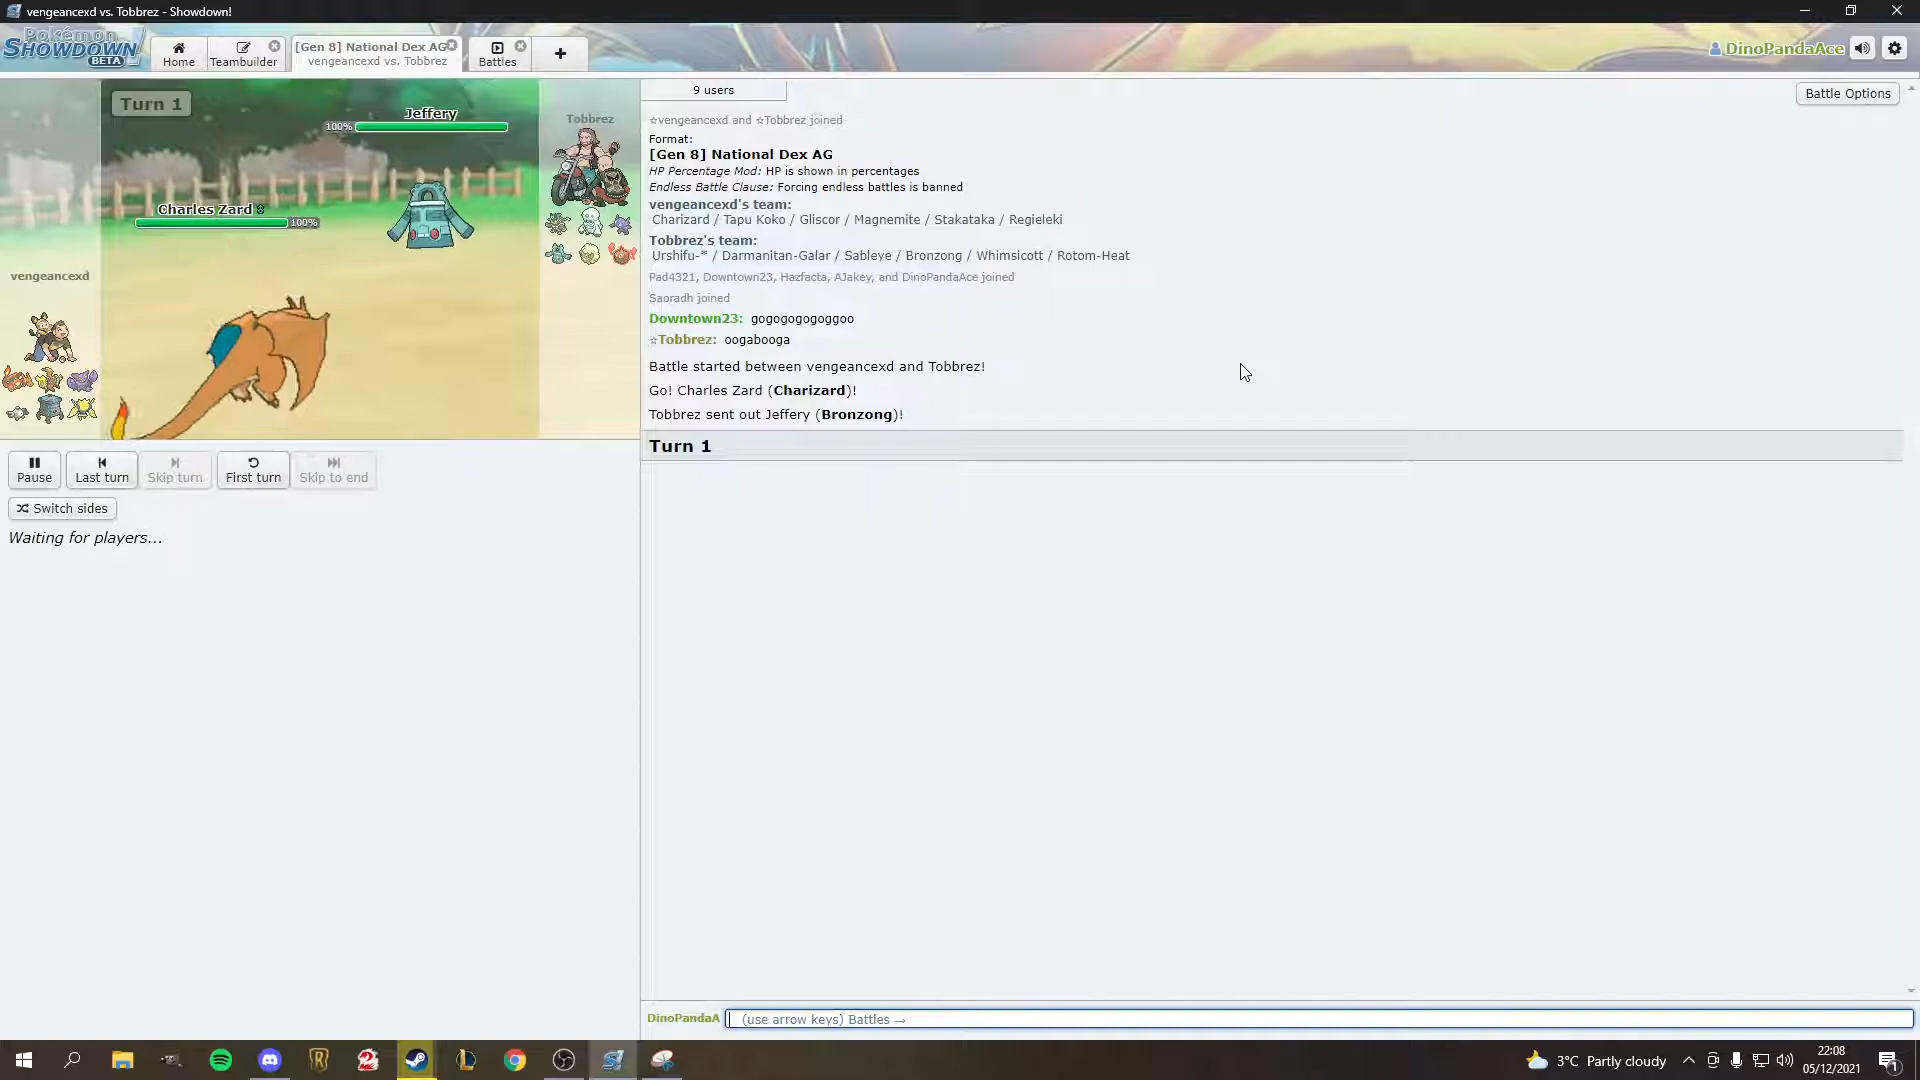 vengeancexd vs. Tobbrez - Showdown!
Pokémon
SHOWDOWN!
BETA
Home
Teambuilder
[Gen 8] National Dex AG
vengeancexd vs. Tobbrez
Battles
+
DinoPandaAce
Turn 1
Jeffery
100%
Charles Zard
100%
Tobbrez
vengeancexd
9 users
Battle Options
☆vengeancexd and ☆Tobbrez joined
Format:
[Gen 8] National Dex AG
HP Percentage Mod: HP is shown in percentages
Endless Battle Clause: Forcing endless battles is banned
vengeancexd's team:
Charizard / Tapu Koko / Gliscor / Magnemite / Stakataka / Regieleki
Tobbrez's team:
Urshifu-* / Darmanitan-Galar / Sableye / Bronzong / Whimsicott / Rotom-Heat
Pad4321, Downtown23, Hazfacta, AJakey, and DinoPandaAce joined
Saoradh joined
Downtown23: gogogogogoggoo
☆Tobbrez: oogabooga
Battle started between vengeancexd and Tobbrez!
Go! Charles Zard (Charizard)!
Tobbrez sent out Jeffery (Bronzong)!
Turn 1
Pause
Last turn
Skip turn
First turn
Skip to end
Switch sides
Waiting for players...
DinoPandaA
(use arrow keys) Battles →
3°C Partly cloudy
22:08
05/12/2021
1